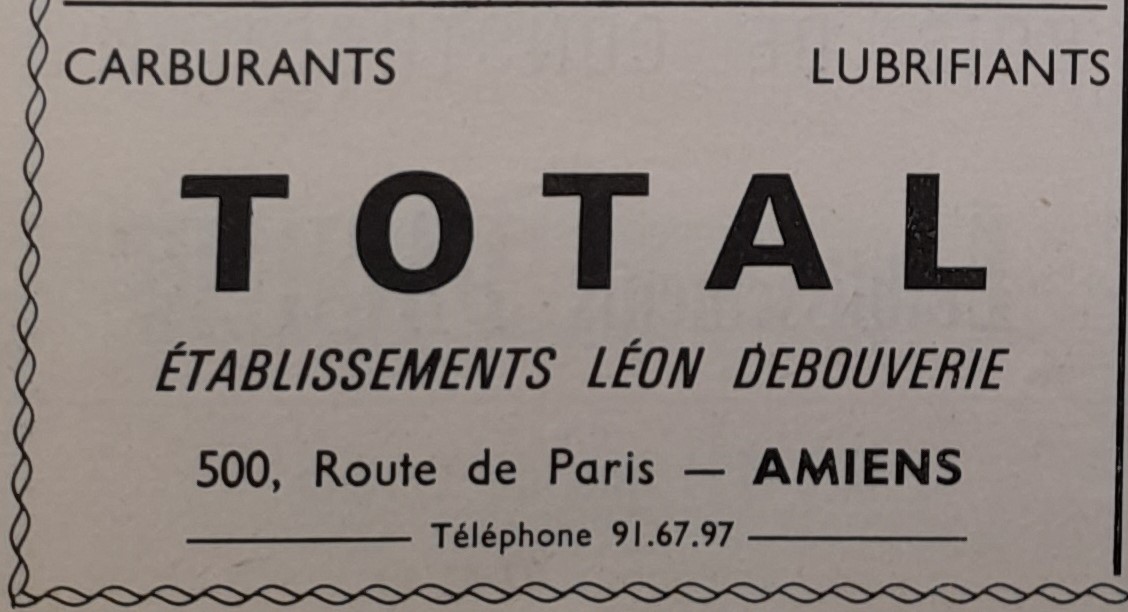 CARBURANTS LUBRIFIANTS
TOTAL
ÉTABLISSEMENTS LÉON DEBOUVERIE
500, Route de Paris — AMIENS
Téléphone 91.67.97